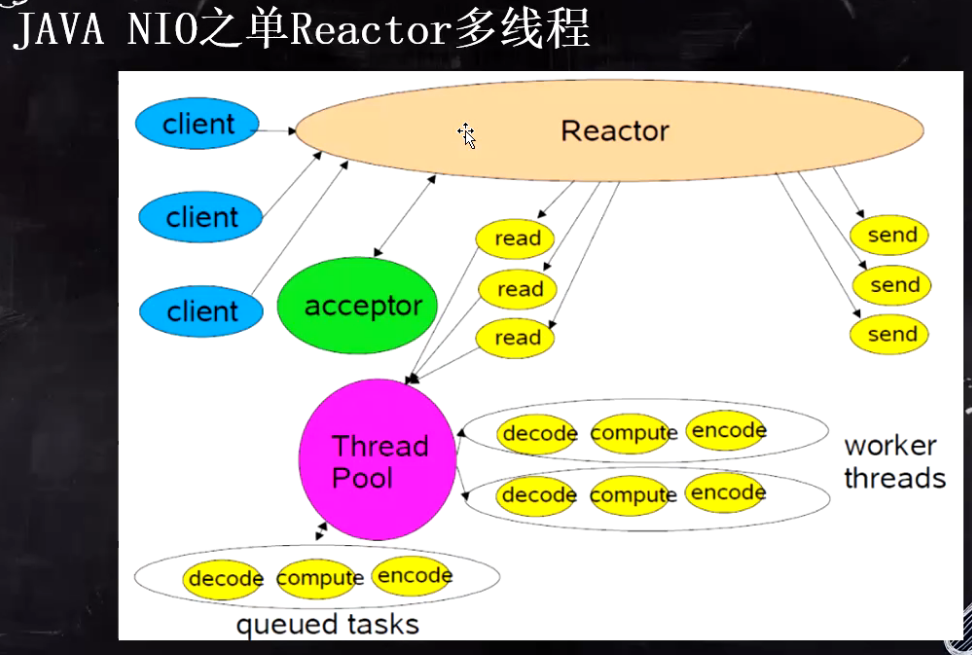 JAVA NIO之单Reactor多线程
client
Reactor
client
read
send
client
acceptor
read
send
read
send
Thread
Pool
decode compute encode
worker
threads
decode compute encode
decode compute encode
queued tasks